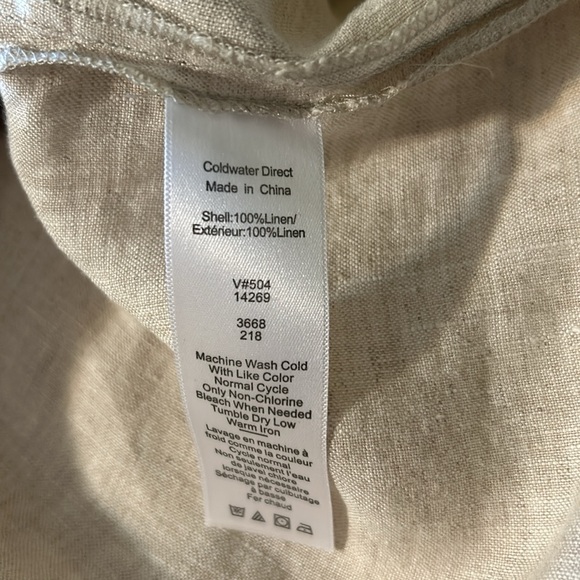 Coldwater Direct
Made in China
Shell:100%Linen/
Extérieur:100%Linen
V#504
14269
3668
218
Machine Wash Cold
With Like Color
Normal Cycle
Only Non-Chlorine
Bleach When Needed
Tumble Dry Low
Warm Iron
Lavage en machine à
froid comme la couleur
Cycle normal
Non seulement l'eau
de javel chlore
lorsque nécessaire
Séchage par culbutage
à basse
Fer chaud